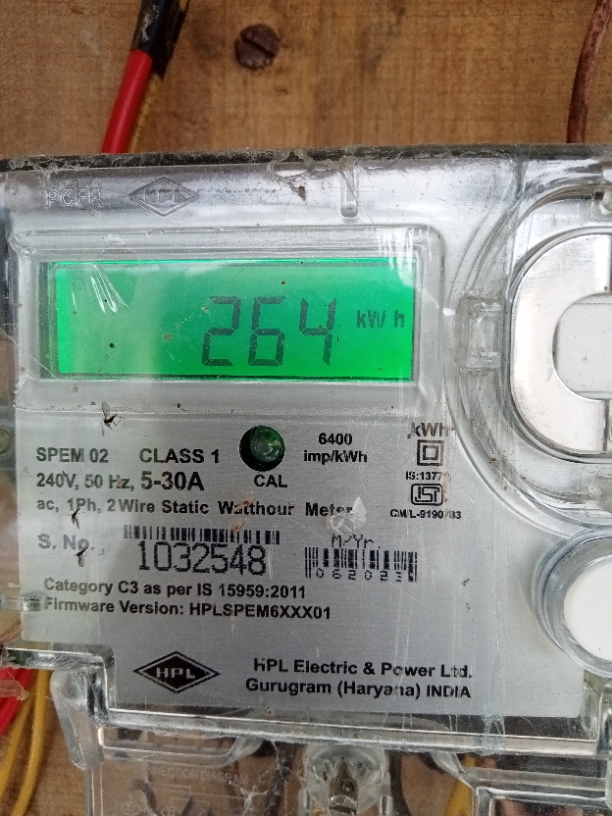 HPL
264 kWh
SPEM 02 CLASS 1
6400
imp/kWh
kWh
240V, 50 Hz, 5-30A
CAL
ac, 1Ph, 2 Wire Static Watthour Meter
S. No.
1032548
M/Yr.
062023
Category C3 as per IS 15959:2011
Firmware Version: HPLSPEM6XXX01
HPL
HPL Electric & Power Ltd.
Gurugram (Haryana) INDIA